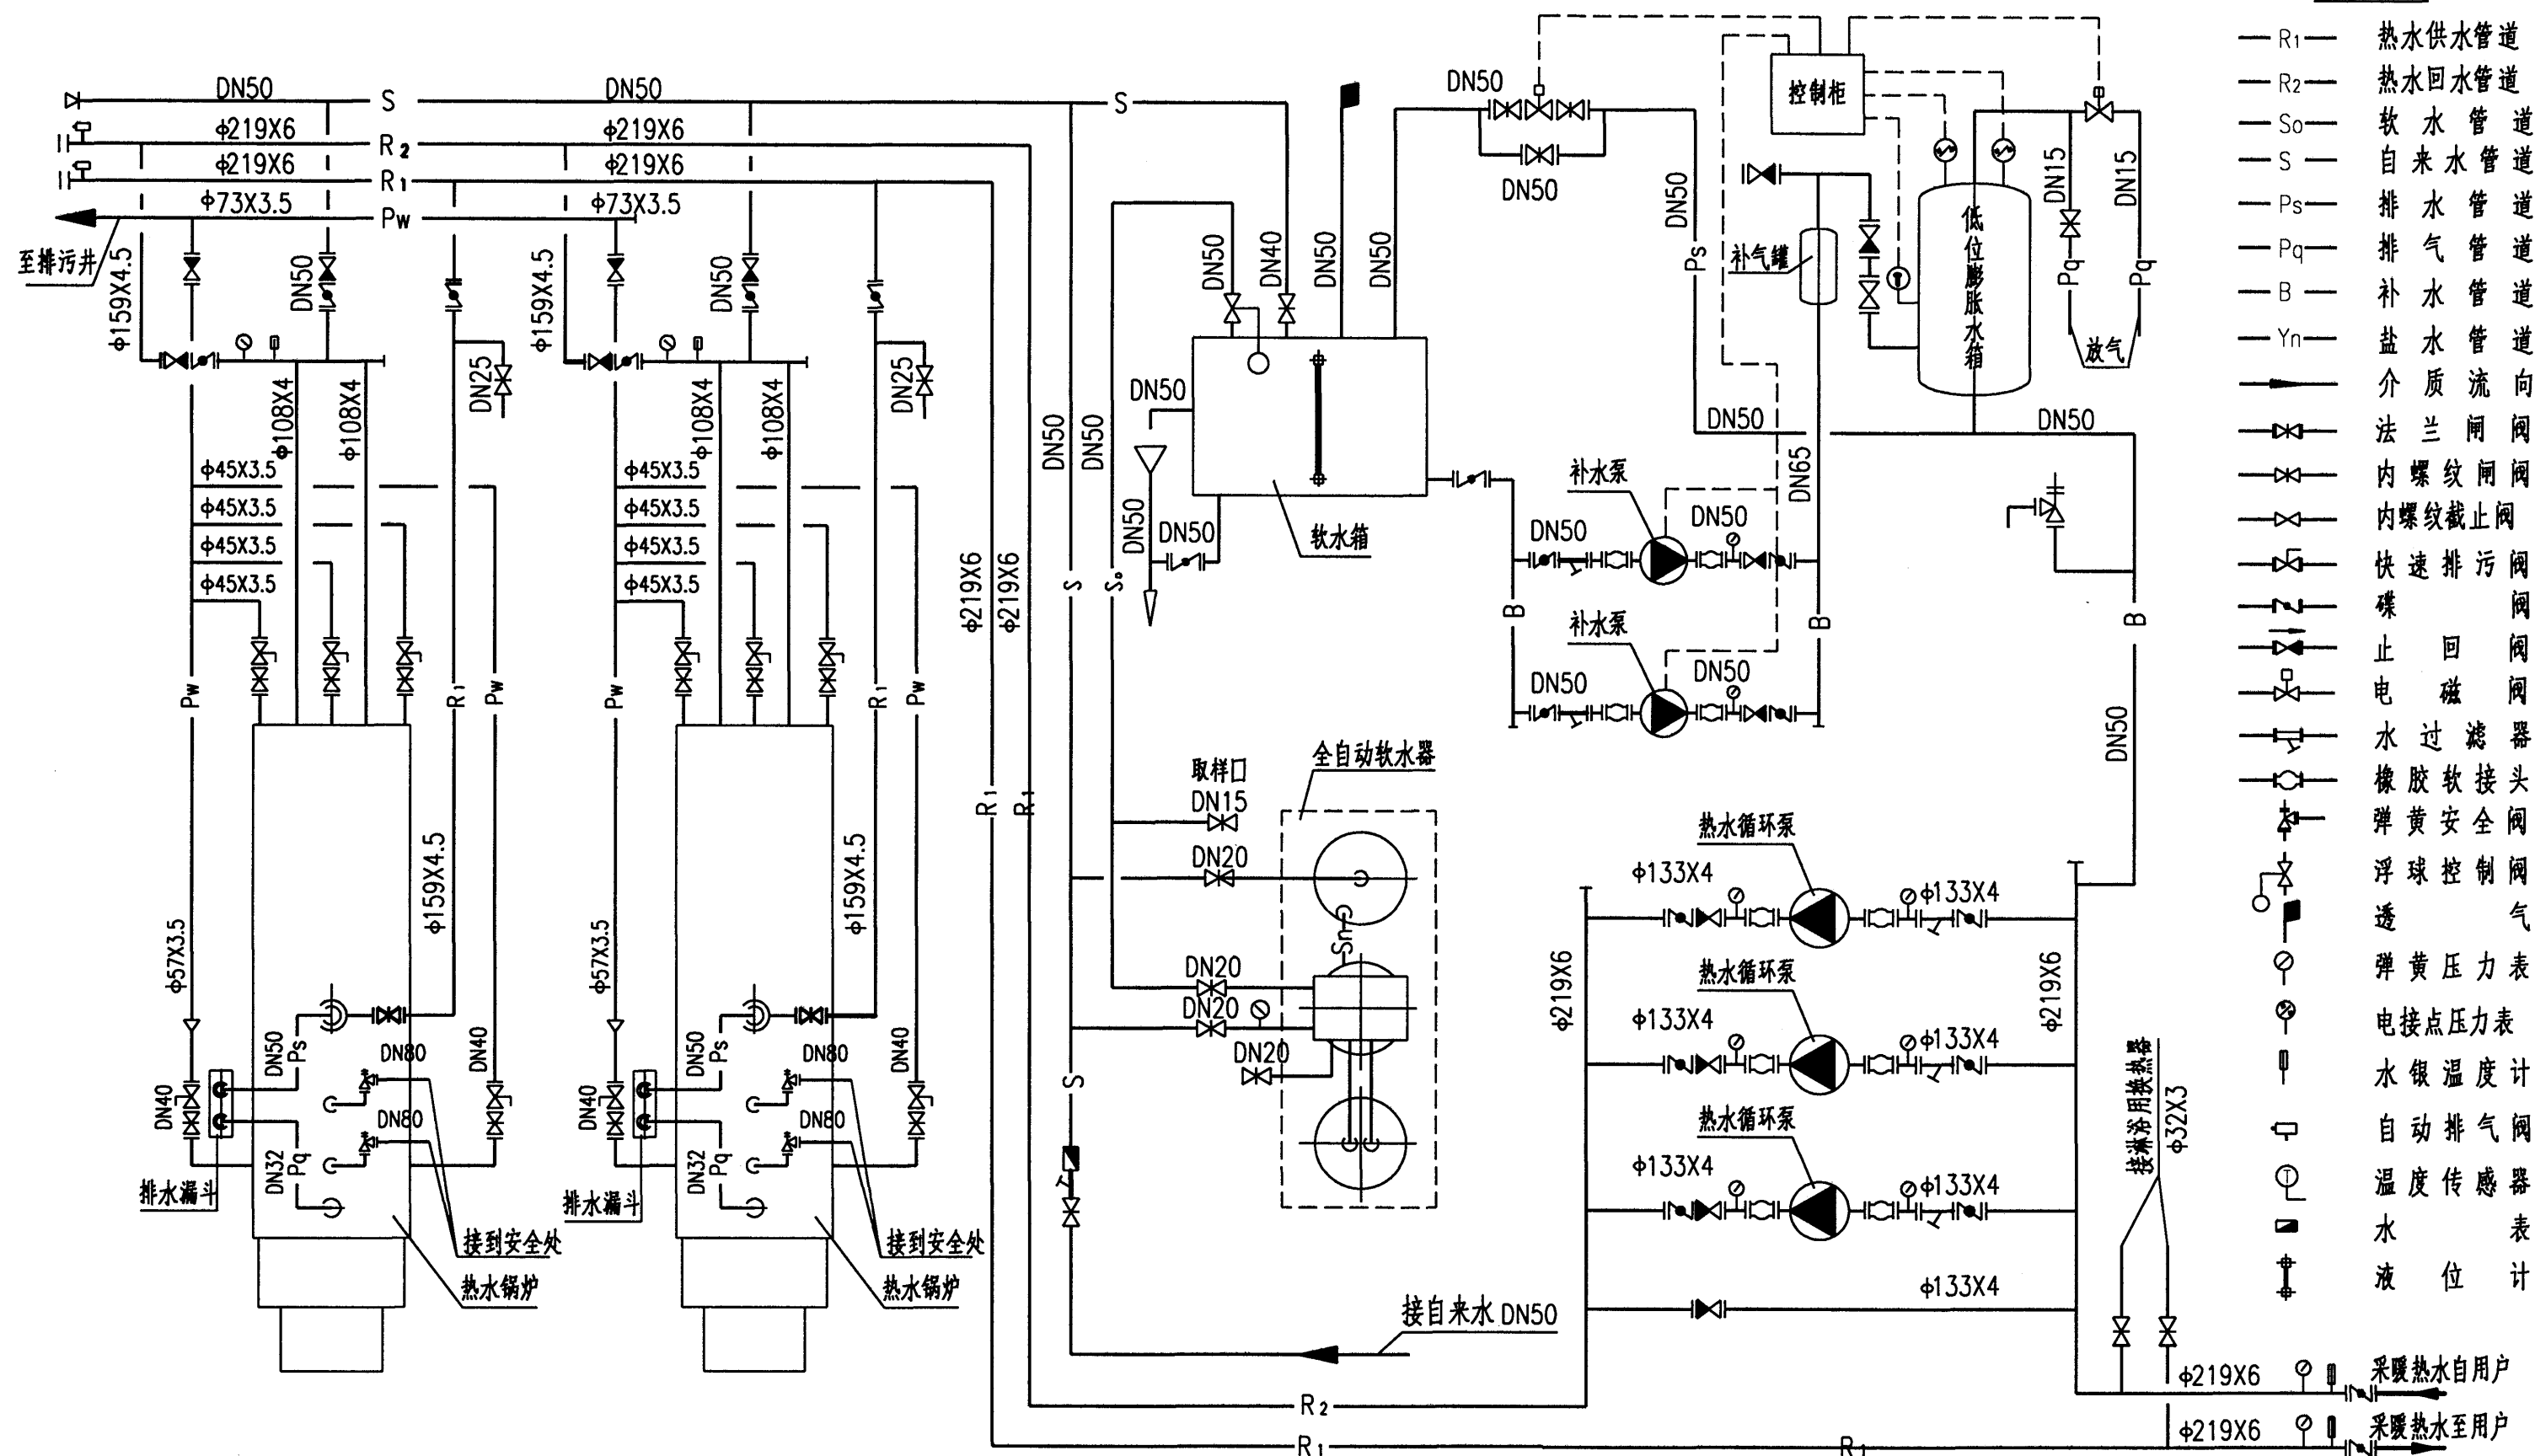 DN50
S
DN50
S
φ219X6
R2
φ219X6
φ219X6
R1
φ219X6
φ73X3.5
Pw
φ73X3.5
至排污井
φ159X4.5
DN50
φ159X4.5
DN50
DN25
DN25
φ108X4
φ108X4
φ108X4
φ108X4
φ45X3.5
φ45X3.5
φ45X3.5
φ45X3.5
φ45X3.5
φ45X3.5
φ45X3.5
φ45X3.5
Pw
R1
Pw
Pw
R1
Pw
φ159X4.5
φ159X4.5
φ57X3.5
φ57X3.5
DN50
Ps
DN80
DN40
DN50
Ps
DN80
DN40
DN40
DN80
DN40
DN80
DN32
Pq
DN32
Pq
排水漏斗
排水漏斗
接到安全处
接到安全处
热水锅炉
热水锅炉
φ219X6
φ219X6
R1
R1
DN50
DN50
S
So
S
DN50
DN40
DN50
DN50
DN50
DN50
DN50
Ps
控制柜
补气罐
低位膨胀水箱
DN15
DN15
Pq
Pq
放气
DN50
DN50
DN50
DN50
软水箱
DN65
DN50
补水泵
DN50
DN50
B
B
B
补水泵
DN50
DN50
DN50
取样口
DN15
全自动软水器
DN20
Sn
DN20
DN20
DN20
热水循环泵
φ133X4
φ133X4
热水循环泵
φ133X4
φ133X4
热水循环泵
φ133X4
φ133X4
φ219X6
φ219X6
φ133X4
接自来水 DN50
接淋浴用换热器
φ32X3
R2
R1
R1
φ219X6
采暖热水自用户
φ219X6
采暖热水至用户
R1 热水供水管道
R2 热水回水管道
So 软水管道
S 自来水管道
Ps 排水管道
Pq 排气管道
B 补水管道
Yn 盐水管道
介质流向
法兰闸阀
内螺纹闸阀
内螺纹截止阀
快速排污阀
碟阀
止回阀
电磁阀
水过滤器
橡胶软接头
弹黄安全阀
浮球控制阀
透气
弹黄压力表
电接点压力表
水银温度计
自动排气阀
T 温度传感器
水表
液位计